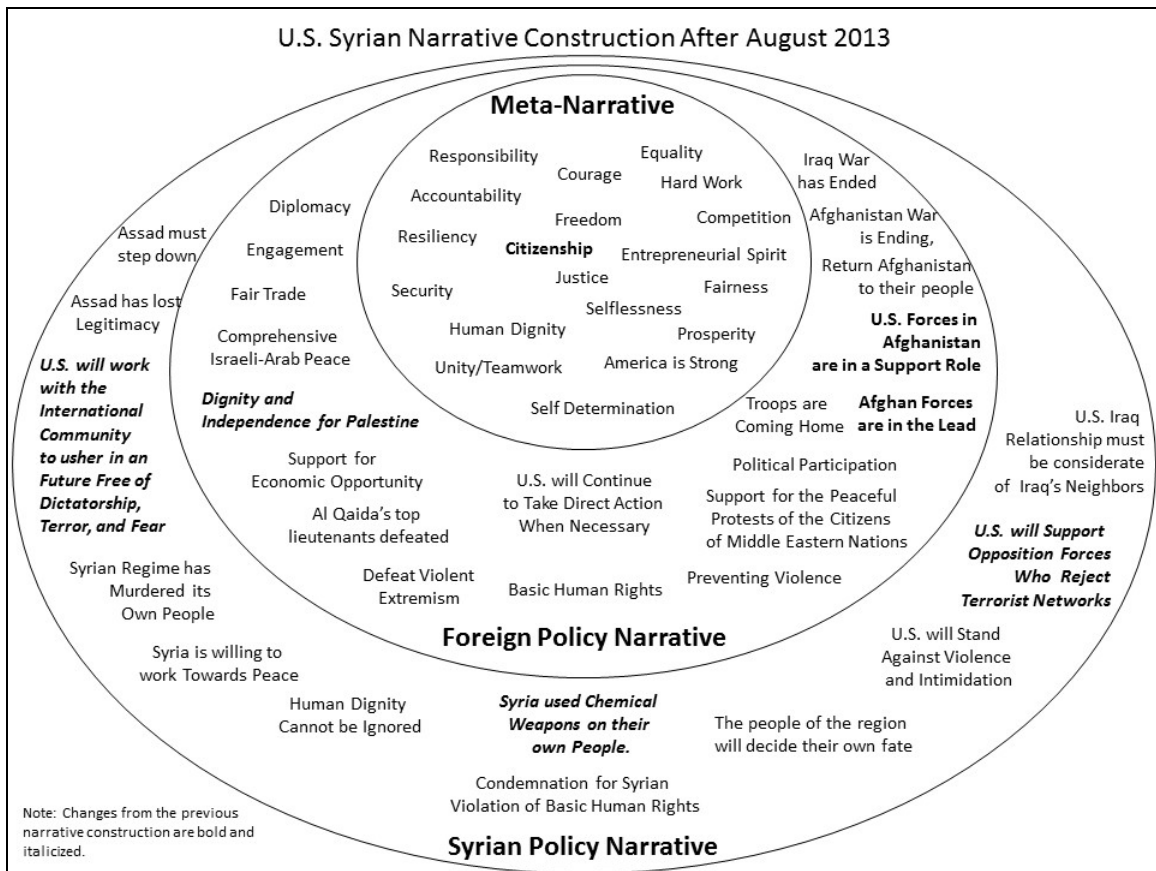 U.S. Syrian Narrative Construction After August 2013
Meta-Narrative
Responsibility
Equality
Courage
Hard Work
Accountability
Freedom
Competition
Resiliency
Citizenship
Entrepreneurial Spirit
Justice
Security
Fairness
Selflessness
Human Dignity
Prosperity
Unity/Teamwork
America is Strong
Self Determination
Diplomacy
Engagement
Fair Trade
Comprehensive
Israeli-Arab Peace
Dignity and
Independence for Palestine
Support for
Economic Opportunity
Al Qaida's top
lieutenants defeated
Defeat Violent
Extremism
U.S. will Continue
to Take Direct Action
When Necessary
Basic Human Rights
Iraq War
has Ended
Afghanistan War
is Ending,
Return Afghanistan
to their people
U.S. Forces in
Afghanistan
are in a Support Role
Troops are
Coming Home
Afghan Forces
are in the Lead
Political Participation
Support for the Peaceful
Protests of the Citizens
of Middle Eastern Nations
Preventing Violence
Foreign Policy Narrative
Assad must
step down
Assad has lost
Legitimacy
U.S. will work
with the
International
Community
to usher in an
Future Free of
Dictatorship,
Terror, and Fear
Syrian Regime has
Murdered its
Own People
Syria is willing to
work Towards Peace
Human Dignity
Cannot be Ignored
Syria used Chemical
Weapons on their
own People.
Condemnation for Syrian
Violation of Basic Human Rights
U.S. Iraq
Relationship must
be considerate
of Iraq's Neighbors
U.S. will Support
Opposition Forces
Who Reject
Terrorist Networks
U.S. will Stand
Against Violence
and Intimidation
The people of the region
will decide their own fate
Syrian Policy Narrative
Note: Changes from the previous
narrative construction are bold and
italicized.